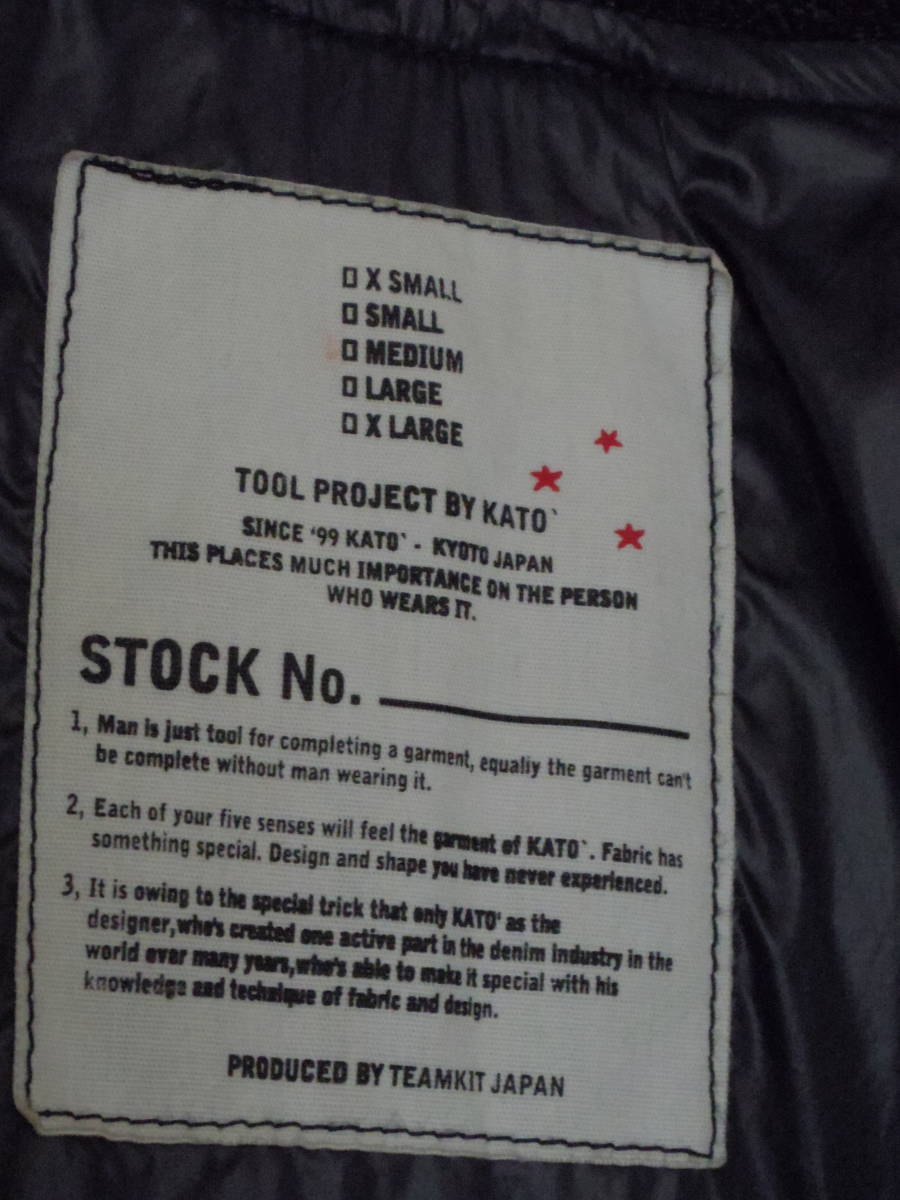 ☐ X SMALL
☐ SMALL
☐ MEDIUM
☐ LARGE
☐ X LARGE
TOOL PROJECT BY KATO`
SINCE '99 KATO` - KYOTO JAPAN
THIS PLACES MUCH IMPORTANCE ON THE PERSON
WHO WEARS IT.
STOCK No.
1, Man is just tool for completing a garment, equaliy the garment can't
be complete without man wearing it.
2, Each of your five senses will feel the garment of KATO`. Fabric has
something special. Design and shape you have never experienced.
3, It is owing to the special trick that only KATO' as the
designer,who's created one active part in the denim industry in the
world over many years,who's able to make it special with his
knowledge and technique of fabric and design.
PRODUCED BY TEAMKIT JAPAN